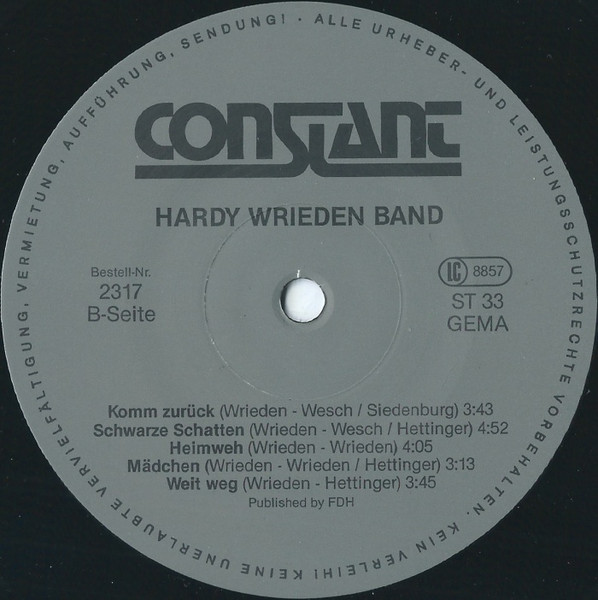 ALLE URHEBER- UND LEISTUNGSSCHUTZRECHTE VORBEHALTEN. KEIN VERLEIH! KEINE UNERLAUBTE VERVIELFÄLTIGUNG, VERMIETUNG, AUFFÜHRUNG, SENDUNG! ·
CONSTANT
HARDY WRIEDEN BAND
Bestell-Nr.
2317
B-Seite
LC 8857
ST 33
GEMA
Komm zurück (Wrieden - Wesch / Siedenburg) 3:43
Schwarze Schatten (Wrieden - Wesch / Hettinger) 4:52
Heimweh (Wrieden - Wrieden) 4:05
Mädchen (Wrieden - Wrieden / Hettinger) 3:13
Weit weg (Wrieden - Hettinger) 3:45
Published by FDH